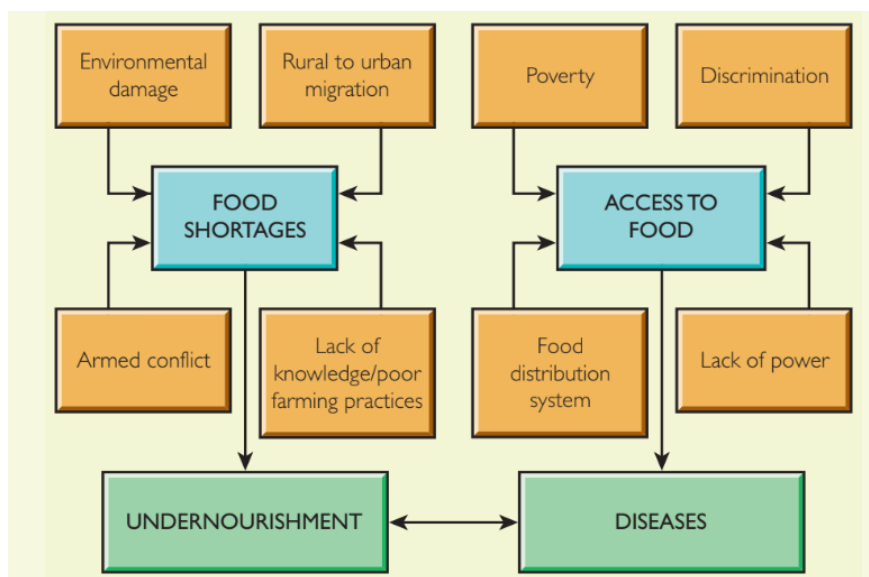 Environmental
damage
Rural to urban
migration
Poverty
Discrimination
FOOD
SHORTAGES
ACCESS TO
FOOD
Armed conflict
Lack of
knowledge/poor
farming practices
Food
distribution
system
Lack of power
UNDERNOURISHMENT
DISEASES